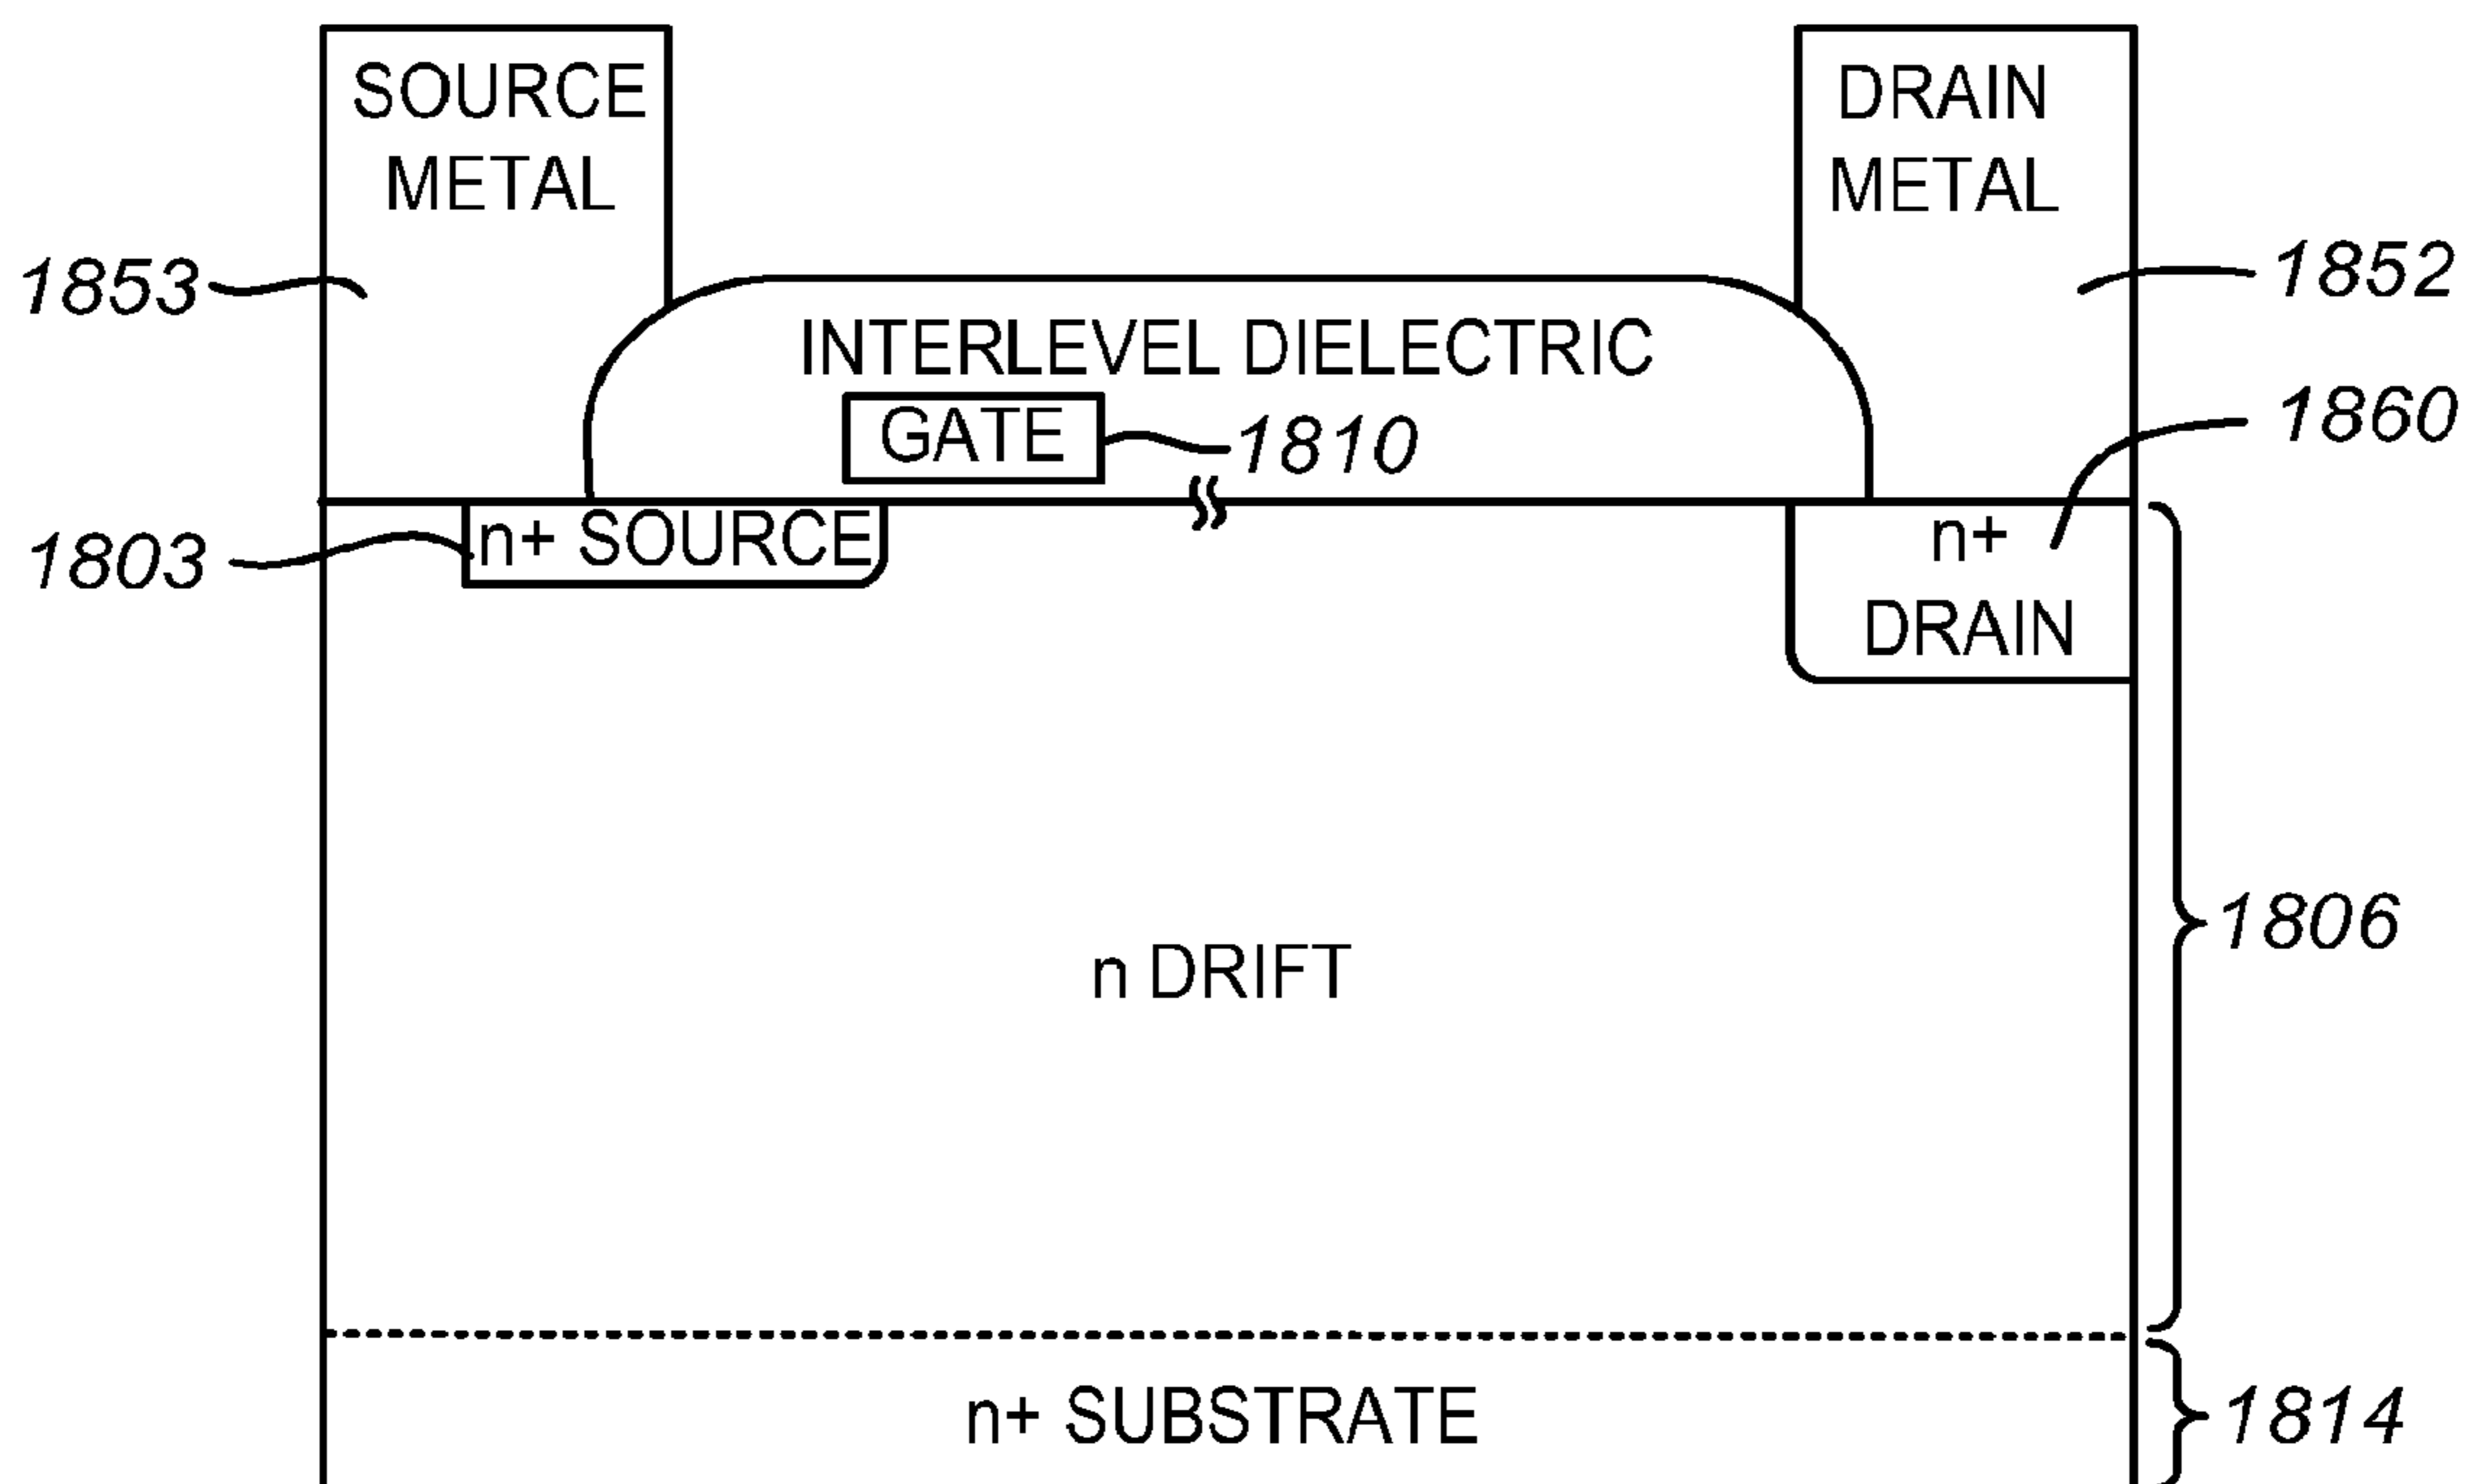 SOURCE
METAL
DRAIN
METAL
1853
1852
INTERLEVEL DIELECTRIC
GATE
1810
1860
1803
n+ SOURCE
n+
DRAIN
1806
n DRIFT
n+ SUBSTRATE
1814